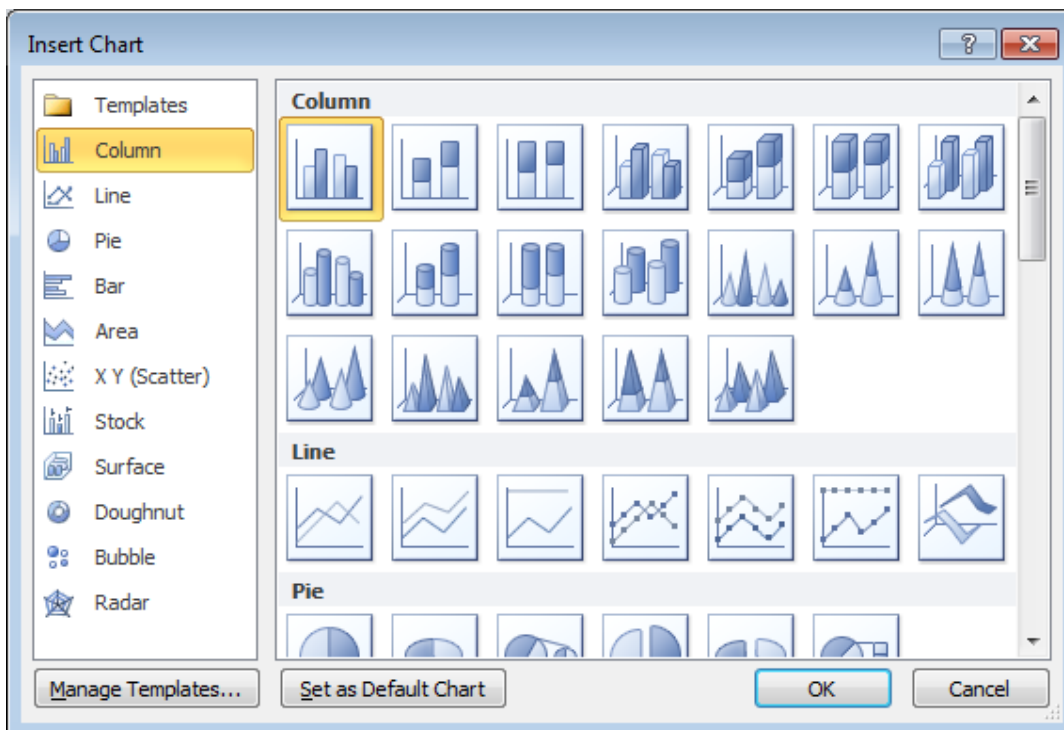 Insert Chart
Templates
Column
Line
Pie
Bar
Area
X Y (Scatter)
Stock
Surface
Doughnut
Bubble
Radar
Column
Line
Pie
Manage Templates...
Set as Default Chart
OK
Cancel